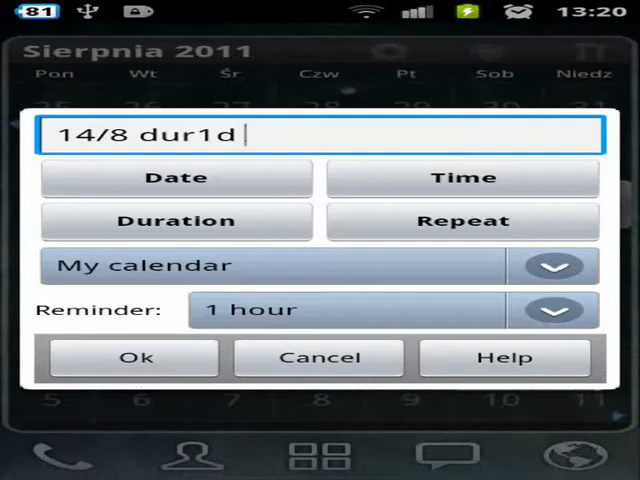 81 13:20
Sierpnia 2011
Pon Wt Śr Czw Pt Sob Niedz
14/8 dur1d
Date Time
Duration Repeat
My calendar
Reminder: 1 hour
Ok Cancel Help
5 6 7 8 9 10 11